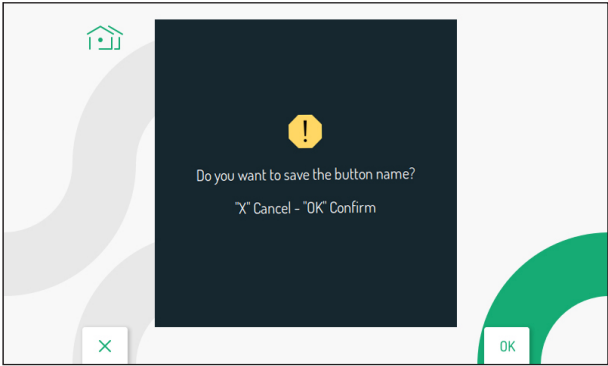 !
Do you want to save the button name?
"X" Cancel - "OK" Confirm
X
OK